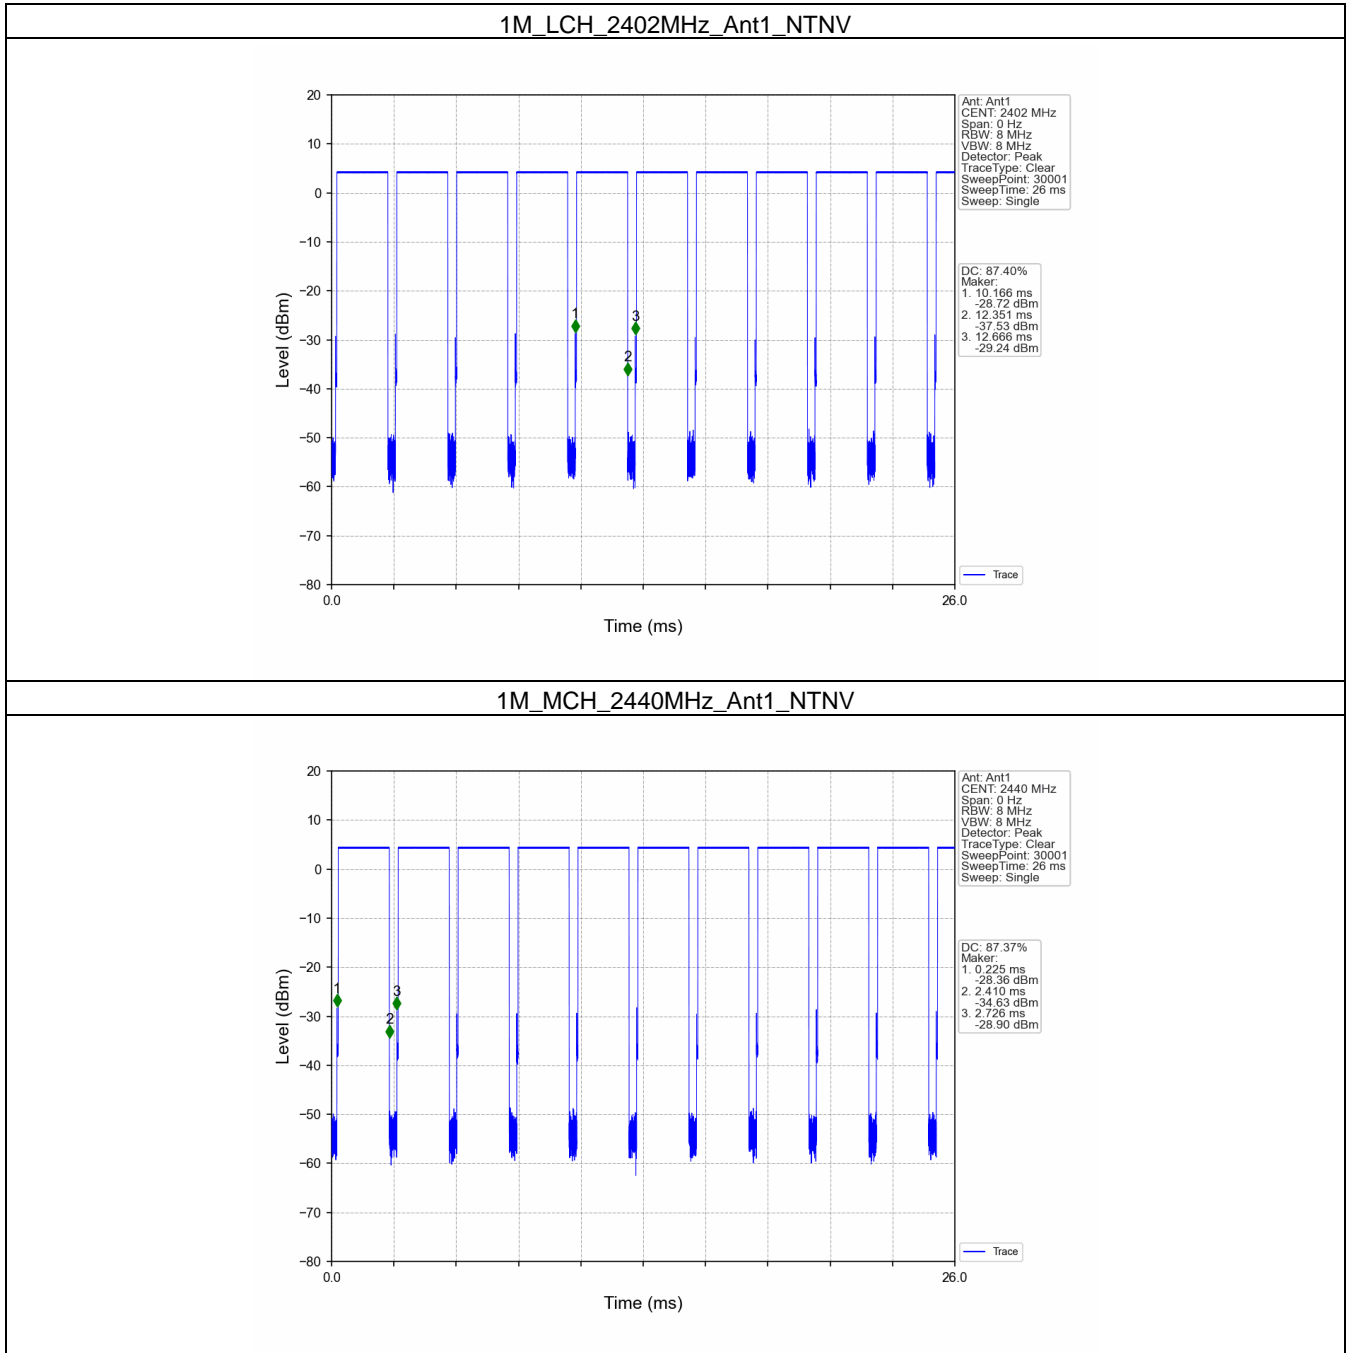 1M_LCH_2402MHz_Ant1_NTNV
20
10
0
−10
−20
−30
−40
−50
−60
−70
−80
Level (dBm)
0.0
26.0
Time (ms)
1
2
3
Ant: Ant1
CENT: 2402 MHz
Span: 0 Hz
RBW: 8 MHz
VBW: 8 MHz
Detector: Peak
TraceType: Clear
SweepPoint: 30001
SweepTime: 26 ms
Sweep: Single
DC: 87.40%
Maker:
1. 10.166 ms
-28.72 dBm
2. 12.351 ms
-37.53 dBm
3. 12.666 ms
-29.24 dBm
Trace
1M_MCH_2440MHz_Ant1_NTNV
20
10
0
−10
−20
−30
−40
−50
−60
−70
−80
Level (dBm)
0.0
26.0
Time (ms)
1
2
3
Ant: Ant1
CENT: 2440 MHz
Span: 0 Hz
RBW: 8 MHz
VBW: 8 MHz
Detector: Peak
TraceType: Clear
SweepPoint: 30001
SweepTime: 26 ms
Sweep: Single
DC: 87.37%
Maker:
1. 0.225 ms
-28.36 dBm
2. 2.410 ms
-34.63 dBm
3. 2.726 ms
-28.90 dBm
Trace